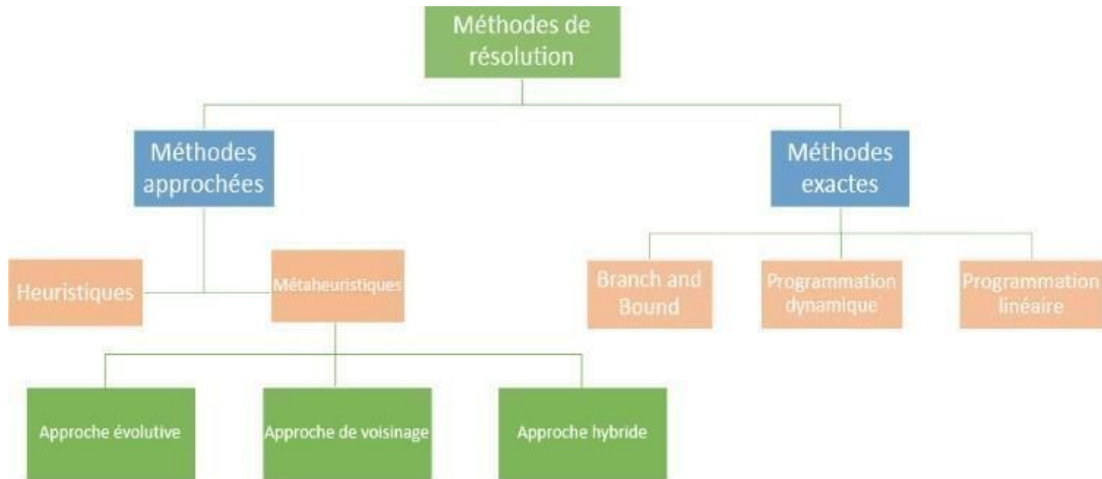 Méthodes de
résolution
Méthodes
approchées
Méthodes
exactes
Heuristiques
Métaheuristiques
Branch and
Bound
Programmation
dynamique
Programmation
linéaire
Approche évolutive
Approche de voisinage
Approche hybride